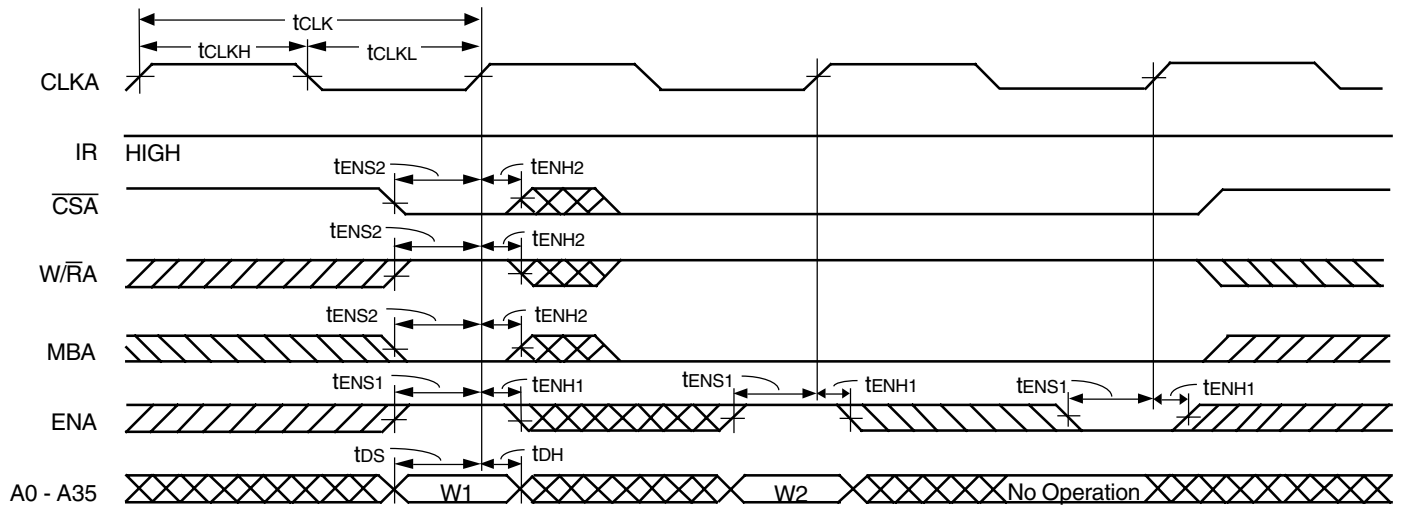 tCLK
tCLKH tCLKL
CLKA
IR HIGH
tENS2 tENH2
CSA
tENS2 tENH2
W/RA
tENS2 tENH2
MBA
tENS1 tENH1 tENS1 tENH1 tENS1 tENH1
ENA
tDS tDH
A0 - A35 W1 W2 No Operation